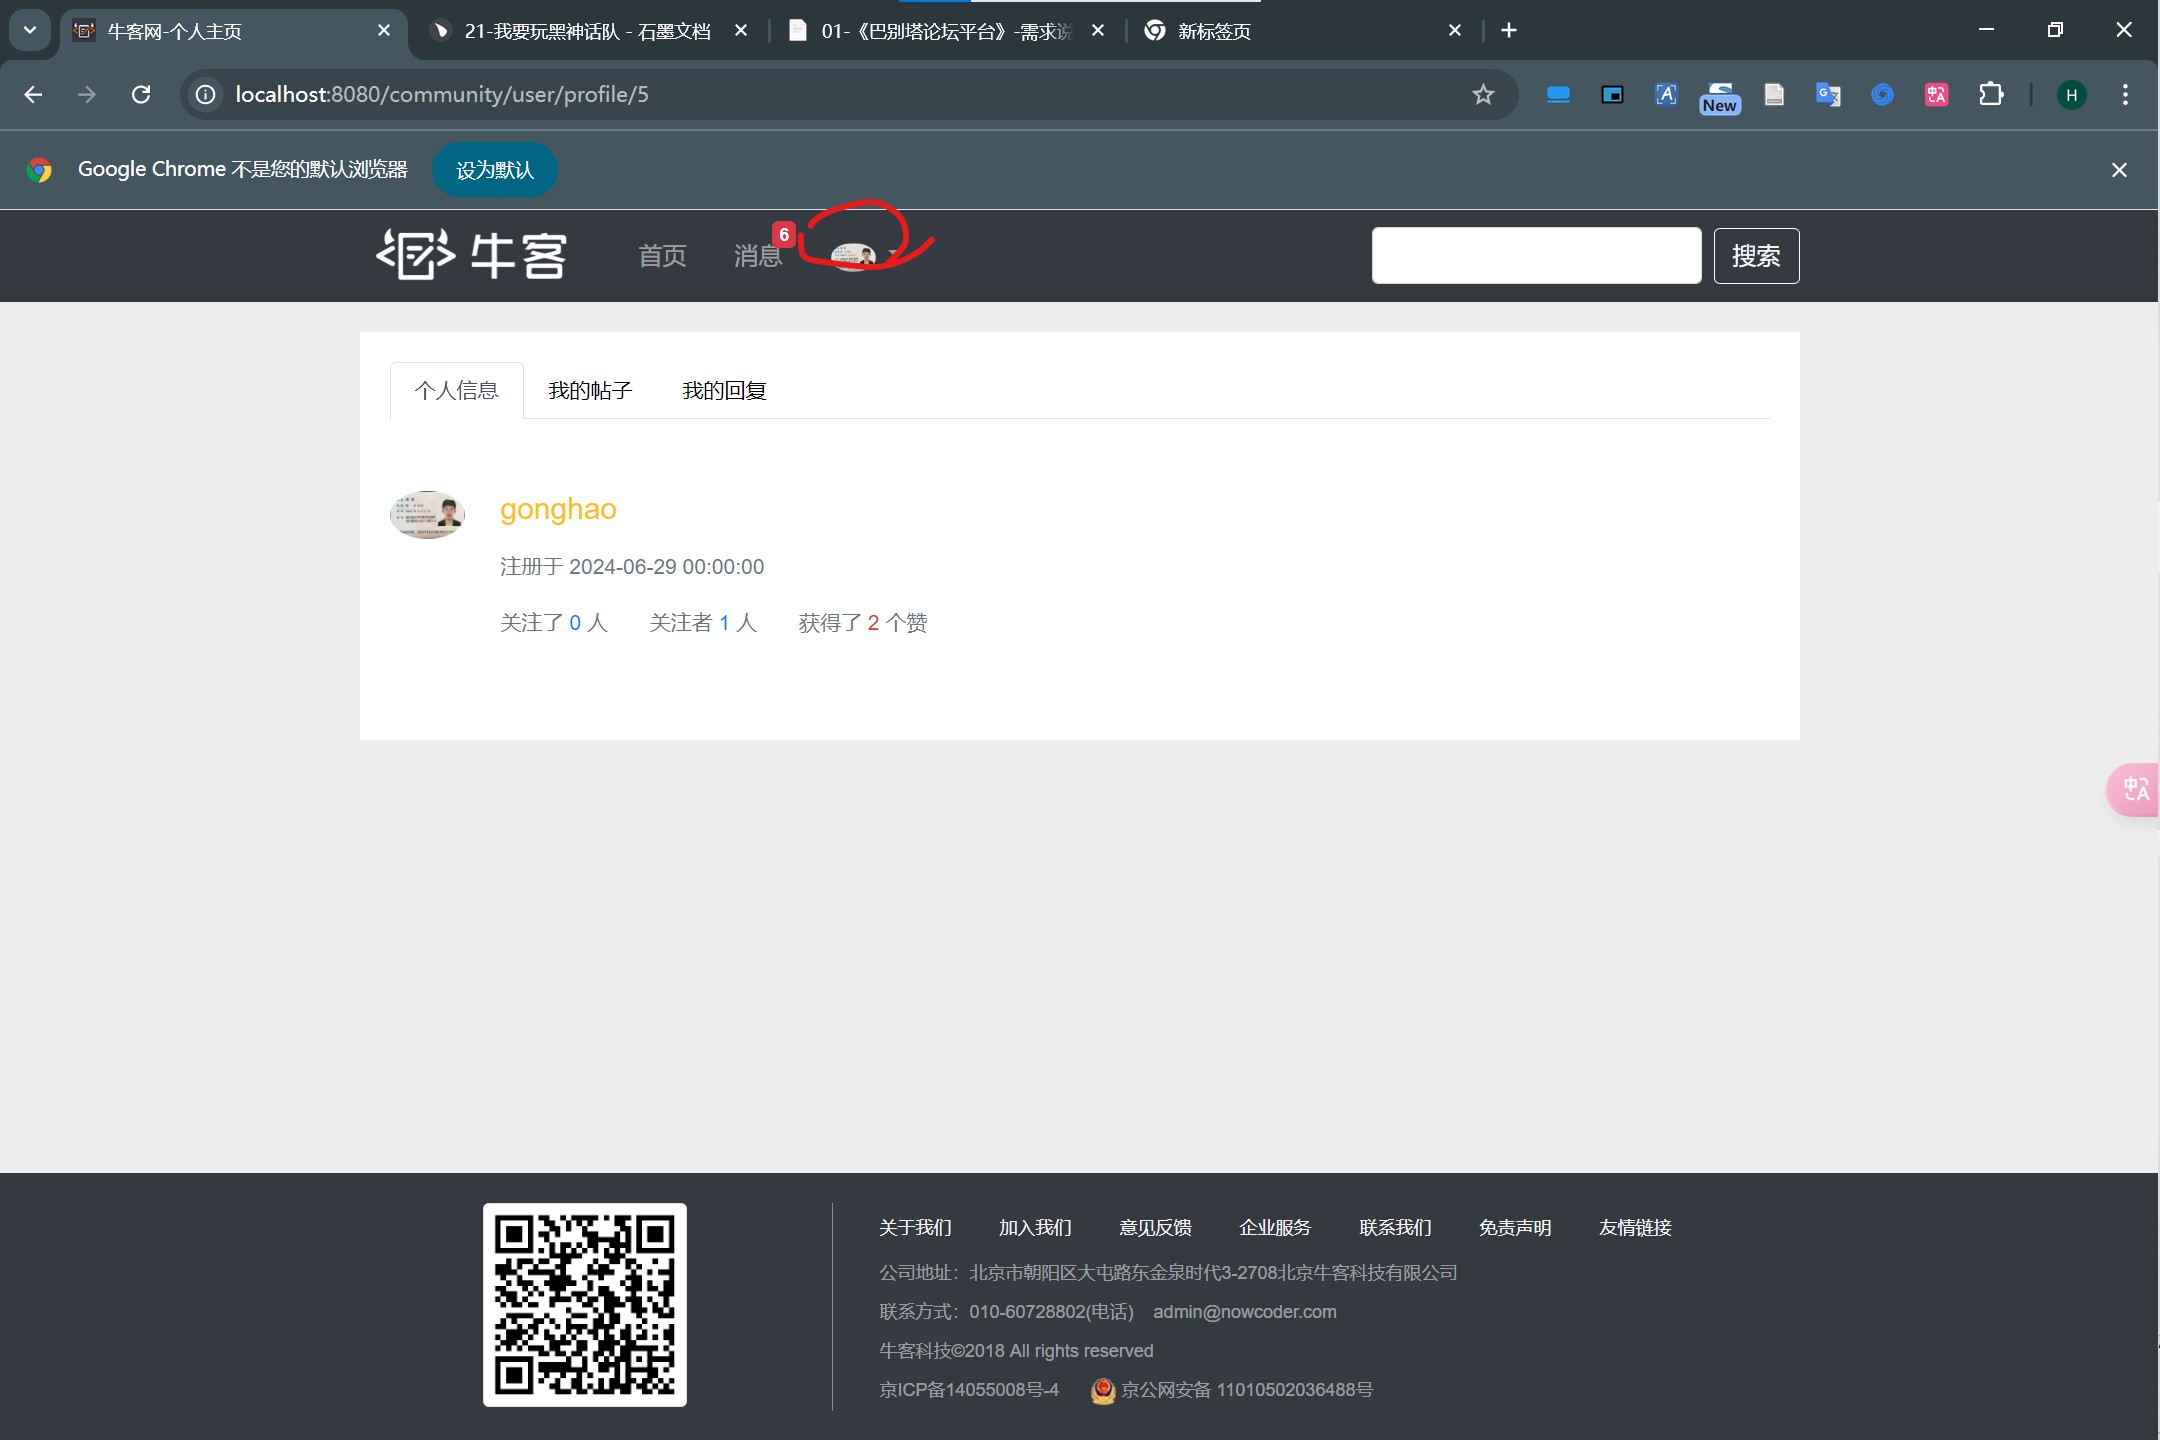 牛客网-个人主页
21-我要玩黑神话队 - 石墨文档
01-《巴别塔论坛平台》-需求说
新标签页
localhost:8080/community/user/profile/5
New
H
Google Chrome 不是您的默认浏览器
设为默认
牛客
首页
消息
6
搜索
个人信息
我的帖子
我的回复
gonghao
注册于 2024-06-29 00:00:00
关注了 0 人
关注者 1 人
获得了 2 个赞
关于我们
加入我们
意见反馈
企业服务
联系我们
免责声明
友情链接
公司地址：北京市朝阳区大屯路东金泉时代3-2708北京牛客科技有限公司
联系方式：010-60728802(电话) admin@nowcoder.com
牛客科技©2018 All rights reserved
京ICP备14055008号-4
京公网安备 11010502036488号